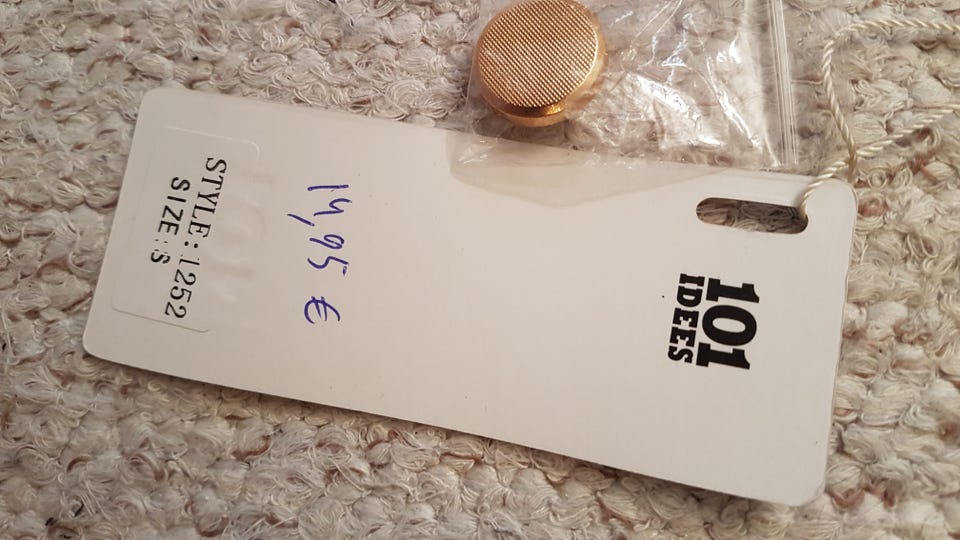 101
IDEES
14,95 €
STYLE: 1252
SIZE: S